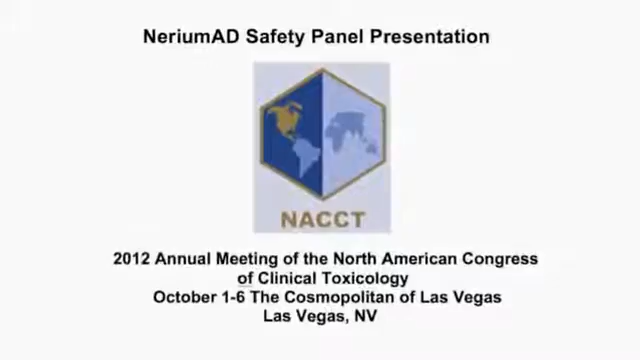 NeriumAD Safety Panel Presentation
NACCT
2012 Annual Meeting of the North American Congress
of Clinical Toxicology
October 1-6 The Cosmopolitan of Las Vegas
Las Vegas, NV